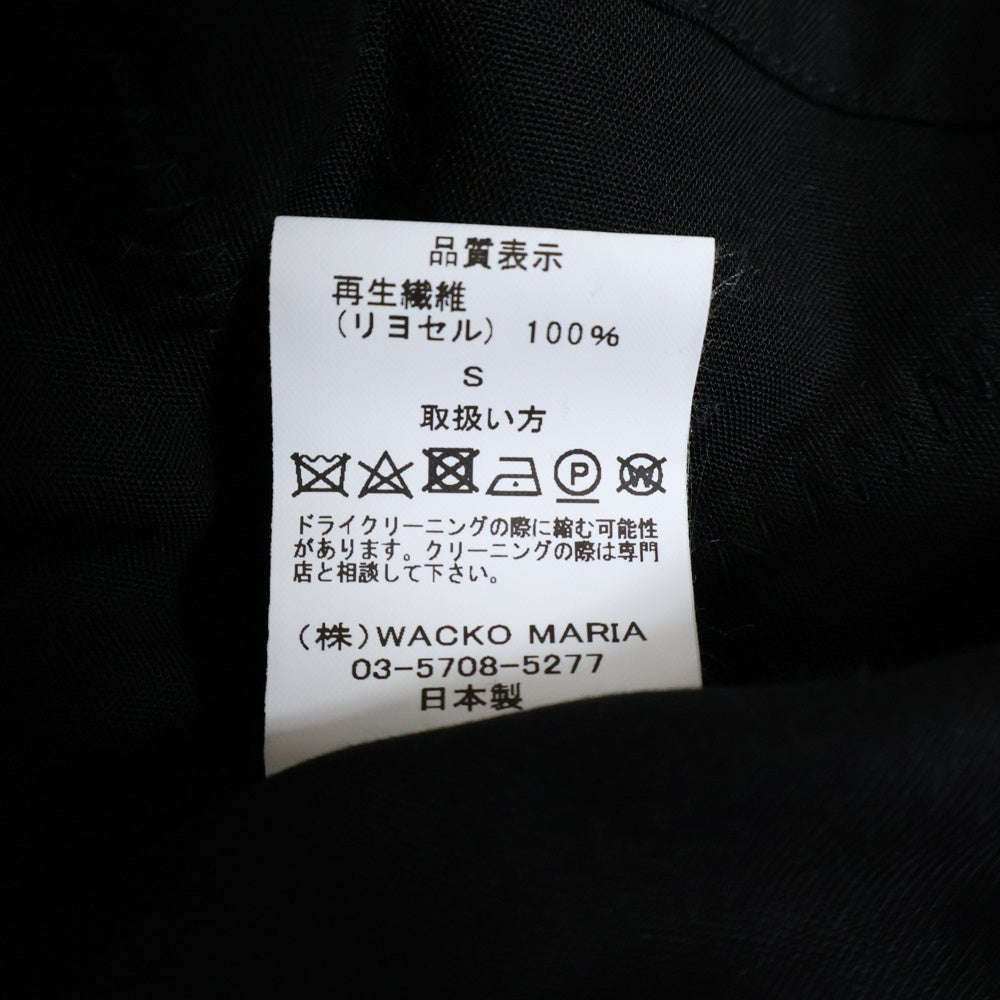 品質表示
再生繊維
(リヨセル) 100%
S
取扱い方
P W
ドライクリーニングの際に縮む可能性
があります。クリーニングの際は専門
店と相談して下さい。
(株)WACKO MARIA
03-5708-5277
日本製